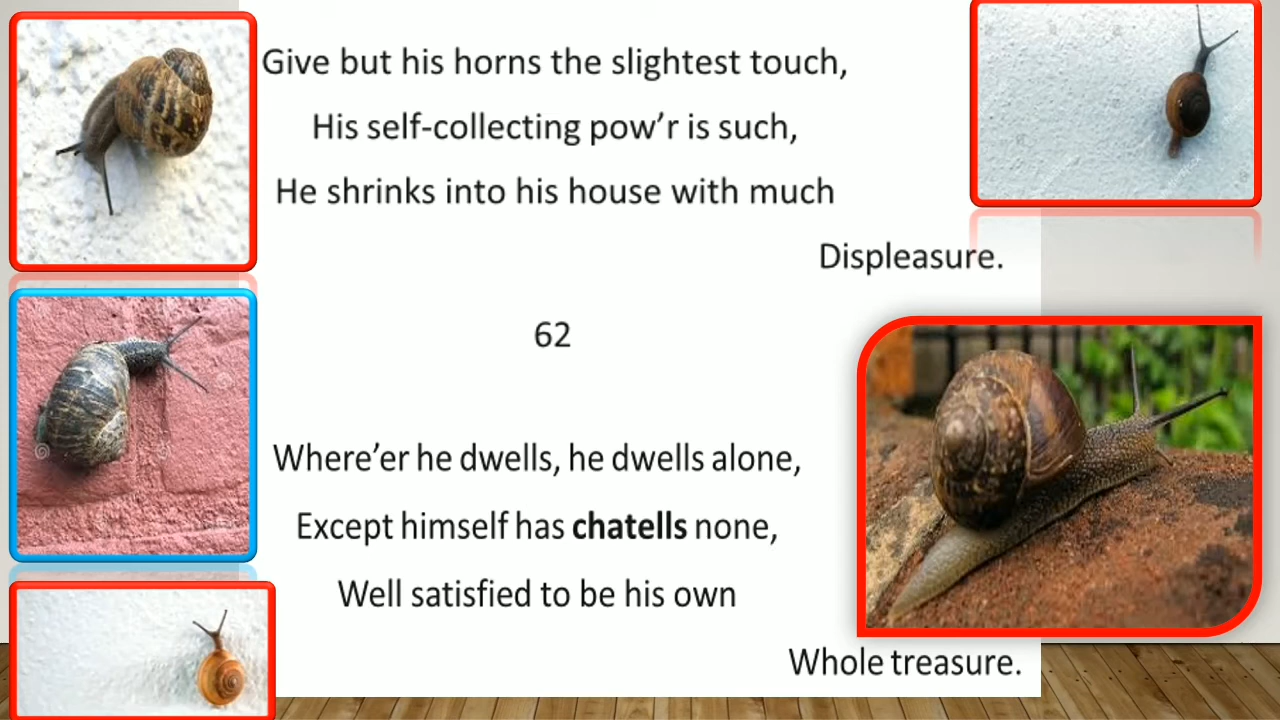 Give but his horns the slightest touch,
His self-collecting pow’r is such,
He shrinks into his house with much
Displeasure.
62
Where’er he dwells, he dwells alone,
Except himself has chatells none,
Well satisfied to be his own
Whole treasure.